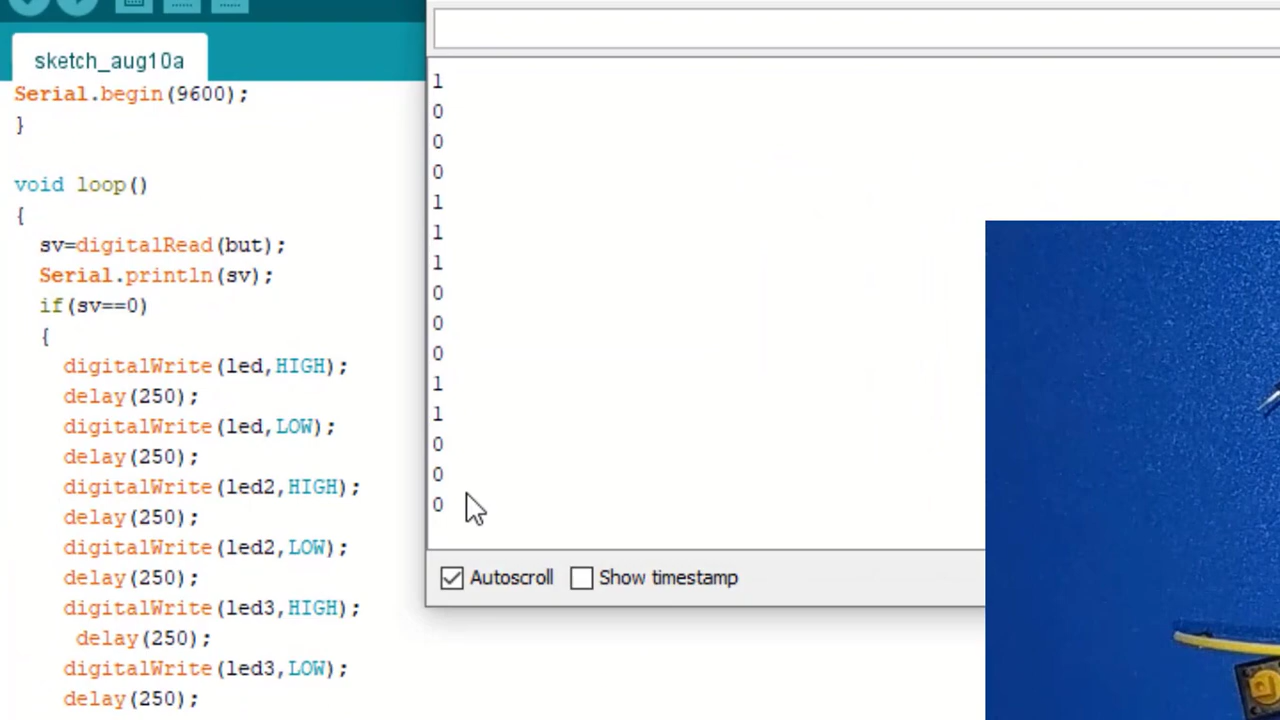 sketch_aug10a
Serial.begin(9600);
}
void loop()
{
sv=digitalRead(but);
Serial.println(sv);
if(sv==0)
{
digitalWrite(led,HIGH);
delay(250);
digitalWrite(led,LOW);
delay(250);
digitalWrite(led2,HIGH);
delay(250);
digitalWrite(led2,LOW);
delay(250);
digitalWrite(led3,HIGH);
delay(250);
digitalWrite(led3,LOW);
delay(250);
1
0
0
0
1
1
1
0
0
0
1
1
0
0
0
Autoscroll
Show timestamp